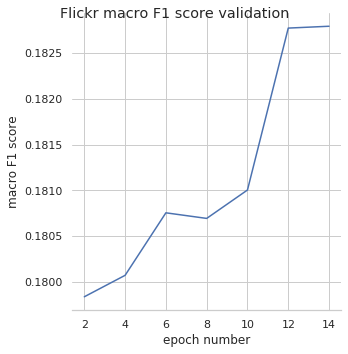 Flickr macro F1 score validation
0.1825
0.1820
0.1815
0.1810
0.1805
0.1800
macro F1 score
2 4 6 8 10 12 14
epoch number